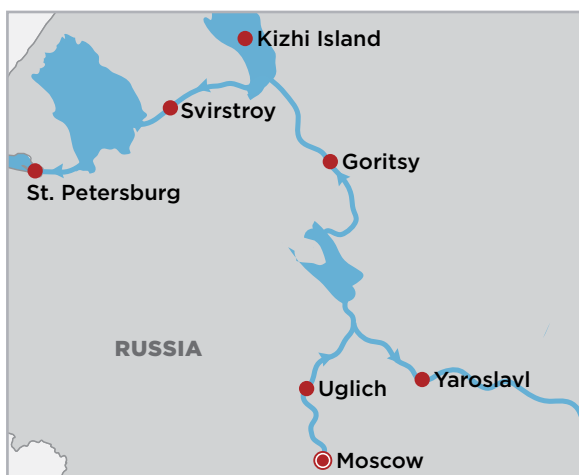 Kizhi Island
Svirstroy
Goritsy
St. Petersburg
RUSSIA
Uglich
Yaroslavl
Moscow